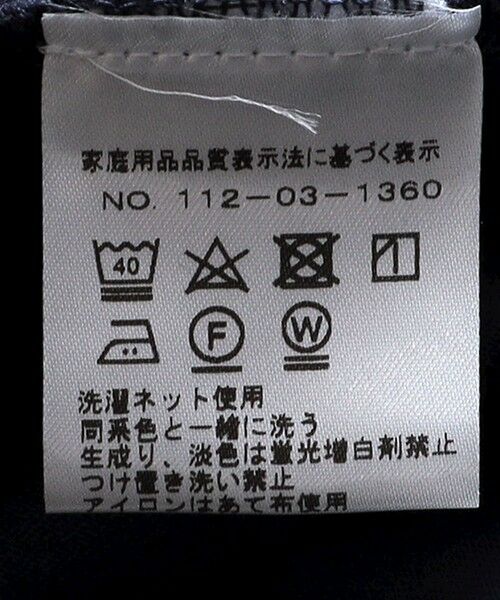 家庭用品品質表示法に基づく表示
NO. 112-03-1360
40
F W
洗濯ネット使用
同系色と一緒に洗う
生成り、淡色は蛍光増白剤禁止
つけ置き洗い禁止
アイロンはあて布使用